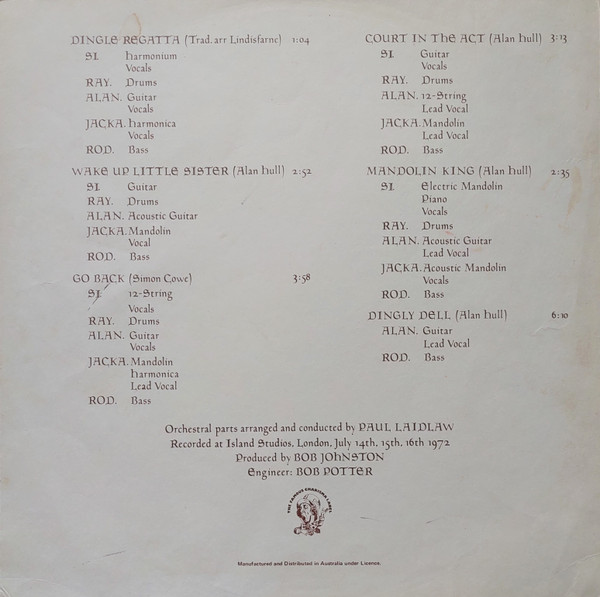 DINGLE REGATTA (Trad. arr Lindisfarne) 1:04
SI. harmonium
Vocals
RAY. Drums
ALAN. Guitar
Vocals
JACKA. harmonica
Vocals
ROD. Bass
WAKE UP LITTLE SISTER (Alan hull) 2:52
SI. Guitar
RAY. Drums
ALAN. Acoustic Guitar
JACKA. Mandolin
Vocal
ROD. Bass
GO BACK (Simon Cowe) 3:58
SI. 12-String
Vocals
RAY. Drums
ALAN. Guitar
Vocals
JACKA. Mandolin
harmonica
Lead Vocal
ROD. Bass
COURT IN THE ACT (Alan hull) 3:13
SI. Guitar
Vocals
RAY. Drums
ALAN. 12-String
Lead Vocal
JACKA. Mandolin
Lead Vocal
ROD. Bass
MANDOLIN KING (Alan hull) 2:35
SI. Electric Mandolin
Piano
Vocals
RAY. Drums
ALAN. Acoustic Guitar
Lead Vocal
JACKA. Acoustic Mandolin
Vocals
ROD. Bass
DINGLY DELL (Alan hull) 6:10
ALAN. Guitar
Lead Vocal
ROD. Bass
Orchestral parts arranged and conducted by PAUL LAIDLAW
Recorded at Island Studios, London, July 14th, 15th, 16th 1972
Produced by BOB JOHNSTON
Engineer: BOB POTTER
THE FAMOUS CHARISMA LABEL
Manufactured and Distributed in Australia under Licence.